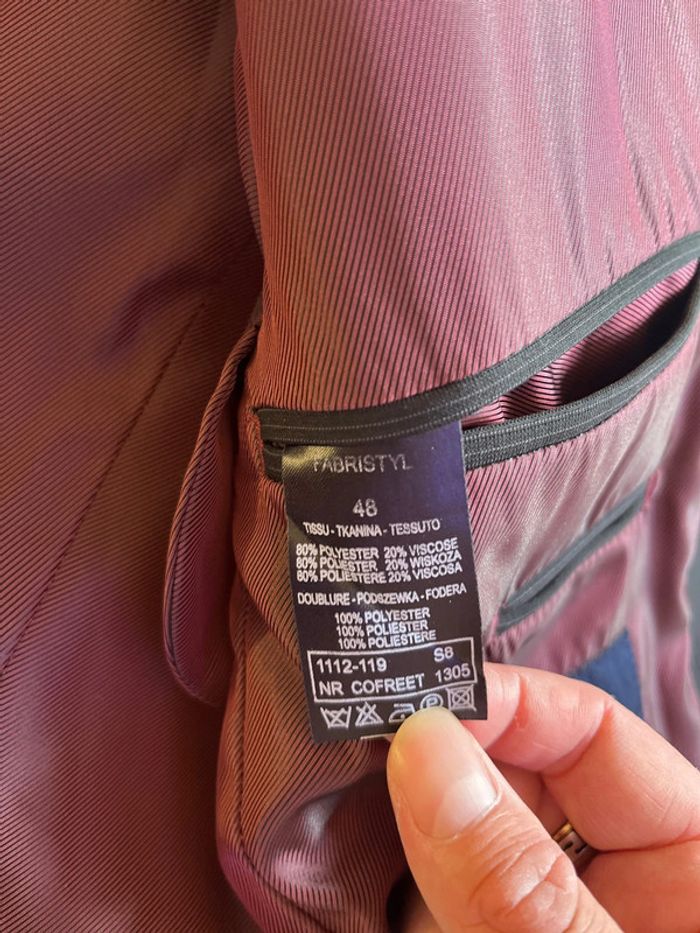 FABRISTYL
48
TISSU - TKANINA - TESSUTO
80% POLYESTER 20% VISCOSE
80% POLIESTER 20% WISKOZA
80% POLIESTERE 20% VISCOSA
DOUBLURE - PODSZEWKA - FODERA
100% POLYESTER
100% POLIESTER
100% POLIESTERE
1112-119 S8
NR COFREET 1305
P